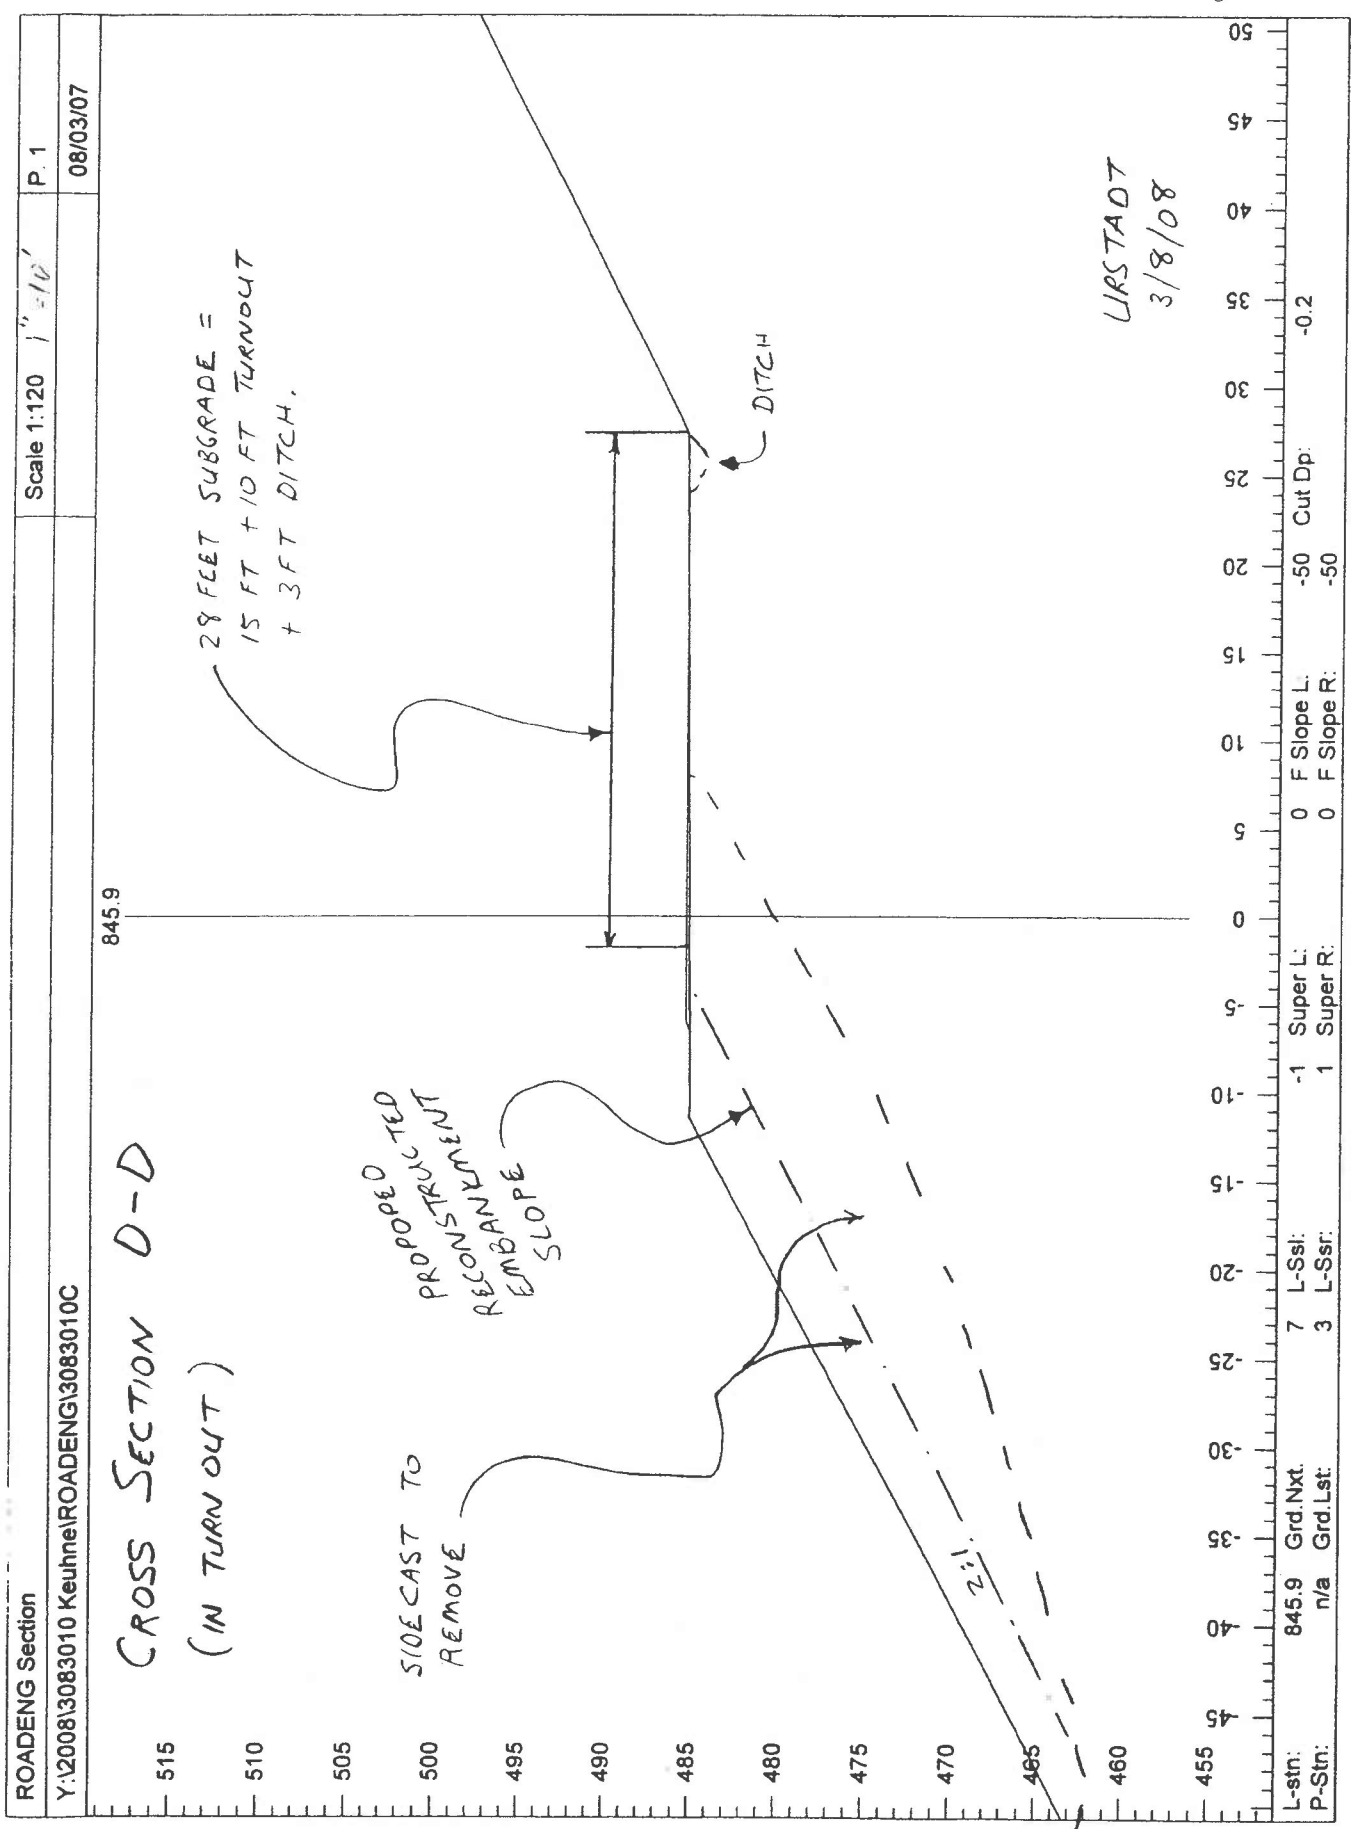 ROADENG Section
Scale 1:120 1"=10' P. 1
Y:\2008\3083010 Keuhne\ROADENG\3083010C
08/03/07
CROSS SECTION D-D
(IN TURN OUT)
845.9
28 FEET SUBGRADE =
15 FT +10 FT TURNOUT
+ 3 FT DITCH.
PROPOPED
RECONSTRUCTED
EMBANKMENT
SLOPE
SIDECAST TO
REMOVE
DITCH
2:1
URSTADT
3/8/08
515
510
505
500
495
490
485
480
475
470
465
460
455
-45 -40 -35 -30 -25 -20 -15 -10 -5 0 5 10 15 20 25 30 35 40 45 50
L-stn: 845.9 Grd.Nxt. 7 L-Ssl: -1 Super L: 0 F Slope L: -50 Cut Dp: -0.2
P-Stn: n/a Grd.Lst: 3 L-Ssr: 1 Super R: 0 F Slope R: -50